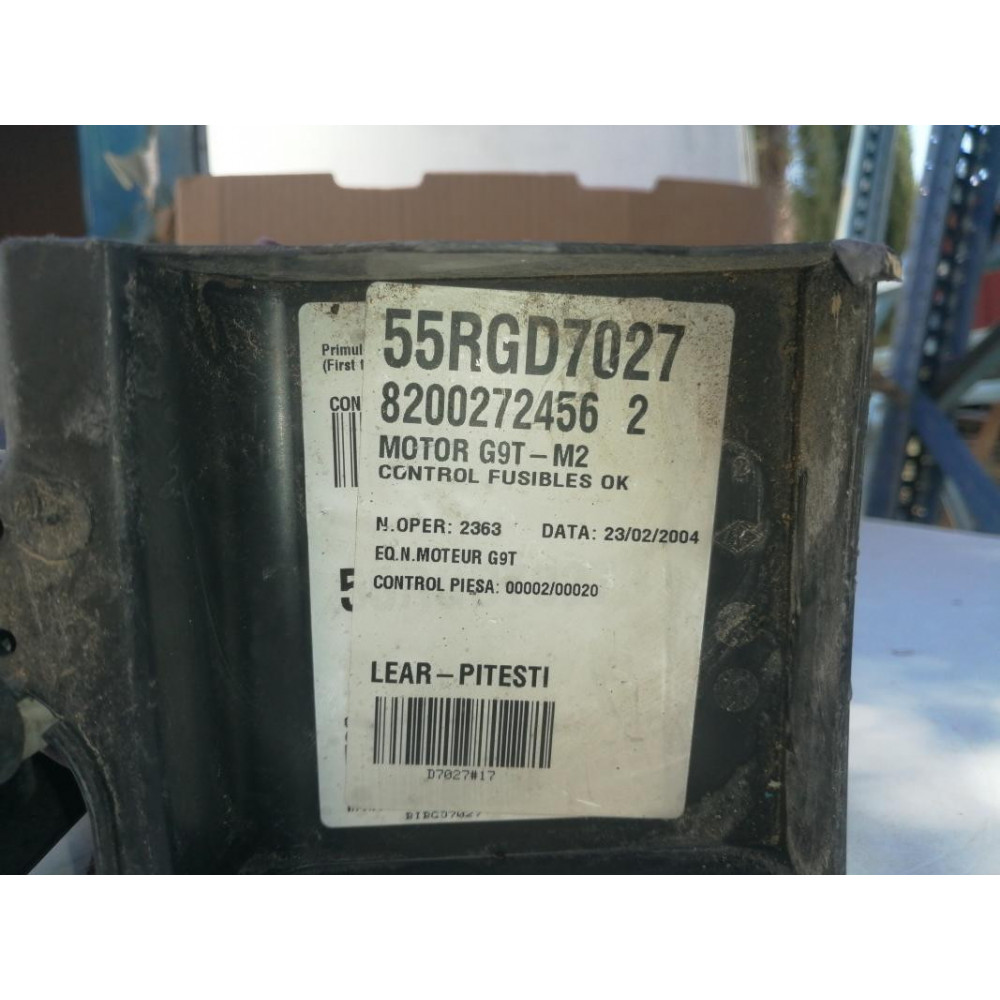 55RGD7027
8200272456 2
MOTOR G9T-M2
CONTROL FUSIBLES OK
N.OPER: 2363 DATA: 23/02/2004
EQ.N.MOTEUR G9T
CONTROL PIESA: 00002/00020
LEAR-PITESTI
D7027#17
Primul
(First
CON
5